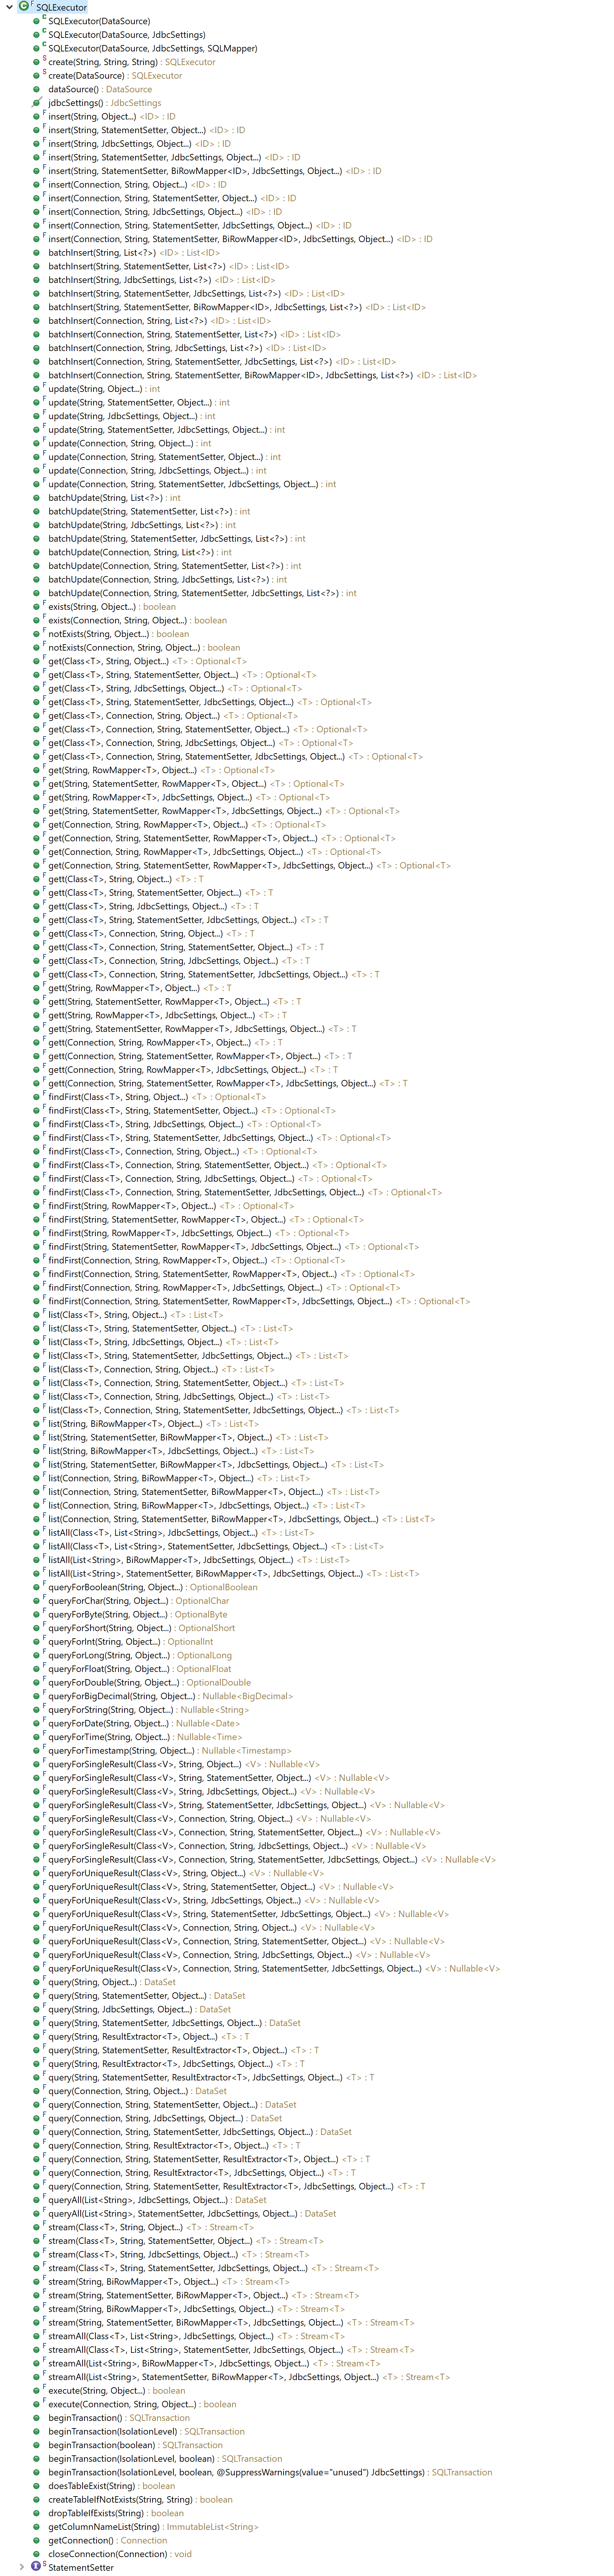 SQLExecutor
SQLExecutor(DataSource)
SQLExecutor(DataSource, JdbcSettings)
SQLExecutor(DataSource, JdbcSettings, SQLMapper)
create(String, String, String) : SQLExecutor
create(DataSource) : SQLExecutor
dataSource() : DataSource
jdbcSettings() : JdbcSettings
insert(String, Object...) <ID> : ID
insert(String, StatementSetter, Object...) <ID> : ID
insert(String, JdbcSettings, Object...) <ID> : ID
insert(String, StatementSetter, JdbcSettings, Object...) <ID> : ID
insert(String, StatementSetter, BiRowMapper<ID>, JdbcSettings, Object...) <ID> : ID
insert(Connection, String, Object...) <ID> : ID
insert(Connection, String, StatementSetter, Object...) <ID> : ID
insert(Connection, String, JdbcSettings, Object...) <ID> : ID
insert(Connection, String, StatementSetter, JdbcSettings, Object...) <ID> : ID
insert(Connection, String, StatementSetter, BiRowMapper<ID>, JdbcSettings, Object...) <ID> : ID
batchInsert(String, List<?>) <ID> : List<ID>
batchInsert(String, StatementSetter, List<?>) <ID> : List<ID>
batchInsert(String, JdbcSettings, List<?>) <ID> : List<ID>
batchInsert(String, StatementSetter, JdbcSettings, List<?>) <ID> : List<ID>
batchInsert(String, StatementSetter, BiRowMapper<ID>, JdbcSettings, List<?>) <ID> : List<ID>
batchInsert(Connection, String, List<?>) <ID> : List<ID>
batchInsert(Connection, String, StatementSetter, List<?>) <ID> : List<ID>
batchInsert(Connection, String, JdbcSettings, List<?>) <ID> : List<ID>
batchInsert(Connection, String, StatementSetter, JdbcSettings, List<?>) <ID> : List<ID>
batchInsert(Connection, String, StatementSetter, BiRowMapper<ID>, JdbcSettings, List<?>) <ID> : List<ID>
update(String, Object...) : int
update(String, StatementSetter, Object...) : int
update(String, JdbcSettings, Object...) : int
update(String, StatementSetter, JdbcSettings, Object...) : int
update(Connection, String, Object...) : int
update(Connection, String, StatementSetter, Object...) : int
update(Connection, String, JdbcSettings, Object...) : int
update(Connection, String, StatementSetter, JdbcSettings, Object...) : int
batchUpdate(String, List<?>) : int
batchUpdate(String, StatementSetter, List<?>) : int
batchUpdate(String, JdbcSettings, List<?>) : int
batchUpdate(String, StatementSetter, JdbcSettings, List<?>) : int
batchUpdate(Connection, String, List<?>) : int
batchUpdate(Connection, String, StatementSetter, List<?>) : int
batchUpdate(Connection, String, JdbcSettings, List<?>) : int
batchUpdate(Connection, String, StatementSetter, JdbcSettings, List<?>) : int
exists(String, Object...) : boolean
exists(Connection, String, Object...) : boolean
notExists(String, Object...) : boolean
notExists(Connection, String, Object...) : boolean
get(Class<T>, String, Object...) <T> : Optional<T>
get(Class<T>, String, StatementSetter, Object...) <T> : Optional<T>
get(Class<T>, String, JdbcSettings, Object...) <T> : Optional<T>
get(Class<T>, String, StatementSetter, JdbcSettings, Object...) <T> : Optional<T>
get(Class<T>, Connection, String, Object...) <T> : Optional<T>
get(Class<T>, Connection, String, StatementSetter, Object...) <T> : Optional<T>
get(Class<T>, Connection, String, JdbcSettings, Object...) <T> : Optional<T>
get(Class<T>, Connection, String, StatementSetter, JdbcSettings, Object...) <T> : Optional<T>
get(String, RowMapper<T>, Object...) <T> : Optional<T>
get(String, StatementSetter, RowMapper<T>, Object...) <T> : Optional<T>
get(String, RowMapper<T>, JdbcSettings, Object...) <T> : Optional<T>
get(String, StatementSetter, RowMapper<T>, JdbcSettings, Object...) <T> : Optional<T>
get(Connection, String, RowMapper<T>, Object...) <T> : Optional<T>
get(Connection, String, StatementSetter, RowMapper<T>, Object...) <T> : Optional<T>
get(Connection, String, RowMapper<T>, JdbcSettings, Object...) <T> : Optional<T>
get(Connection, String, StatementSetter, RowMapper<T>, JdbcSettings, Object...) <T> : Optional<T>
gett(Class<T>, String, Object...) <T> : T
gett(Class<T>, String, StatementSetter, Object...) <T> : T
gett(Class<T>, String, JdbcSettings, Object...) <T> : T
gett(Class<T>, String, StatementSetter, JdbcSettings, Object...) <T> : T
gett(Class<T>, Connection, String, Object...) <T> : T
gett(Class<T>, Connection, String, StatementSetter, Object...) <T> : T
gett(Class<T>, Connection, String, JdbcSettings, Object...) <T> : T
gett(Class<T>, Connection, String, StatementSetter, JdbcSettings, Object...) <T> : T
gett(String, RowMapper<T>, Object...) <T> : T
gett(String, StatementSetter, RowMapper<T>, Object...) <T> : T
gett(String, RowMapper<T>, JdbcSettings, Object...) <T> : T
gett(String, StatementSetter, RowMapper<T>, JdbcSettings, Object...) <T> : T
gett(Connection, String, RowMapper<T>, Object...) <T> : T
gett(Connection, String, StatementSetter, RowMapper<T>, Object...) <T> : T
gett(Connection, String, RowMapper<T>, JdbcSettings, Object...) <T> : T
gett(Connection, String, StatementSetter, RowMapper<T>, JdbcSettings, Object...) <T> : T
findFirst(Class<T>, String, Object...) <T> : Optional<T>
findFirst(Class<T>, String, StatementSetter, Object...) <T> : Optional<T>
findFirst(Class<T>, String, JdbcSettings, Object...) <T> : Optional<T>
findFirst(Class<T>, String, StatementSetter, JdbcSettings, Object...) <T> : Optional<T>
findFirst(Class<T>, Connection, String, Object...) <T> : Optional<T>
findFirst(Class<T>, Connection, String, StatementSetter, Object...) <T> : Optional<T>
findFirst(Class<T>, Connection, String, JdbcSettings, Object...) <T> : Optional<T>
findFirst(Class<T>, Connection, String, StatementSetter, JdbcSettings, Object...) <T> : Optional<T>
findFirst(String, RowMapper<T>, Object...) <T> : Optional<T>
findFirst(String, StatementSetter, RowMapper<T>, Object...) <T> : Optional<T>
findFirst(String, RowMapper<T>, JdbcSettings, Object...) <T> : Optional<T>
findFirst(String, StatementSetter, RowMapper<T>, JdbcSettings, Object...) <T> : Optional<T>
findFirst(Connection, String, RowMapper<T>, Object...) <T> : Optional<T>
findFirst(Connection, String, StatementSetter, RowMapper<T>, Object...) <T> : Optional<T>
findFirst(Connection, String, RowMapper<T>, JdbcSettings, Object...) <T> : Optional<T>
findFirst(Connection, String, StatementSetter, RowMapper<T>, JdbcSettings, Object...) <T> : Optional<T>
list(Class<T>, String, Object...) <T> : List<T>
list(Class<T>, String, StatementSetter, Object...) <T> : List<T>
list(Class<T>, String, JdbcSettings, Object...) <T> : List<T>
list(Class<T>, String, StatementSetter, JdbcSettings, Object...) <T> : List<T>
list(Class<T>, Connection, String, Object...) <T> : List<T>
list(Class<T>, Connection, String, StatementSetter, Object...) <T> : List<T>
list(Class<T>, Connection, String, JdbcSettings, Object...) <T> : List<T>
list(Class<T>, Connection, String, StatementSetter, JdbcSettings, Object...) <T> : List<T>
list(String, BiRowMapper<T>, Object...) <T> : List<T>
list(String, StatementSetter, BiRowMapper<T>, Object...) <T> : List<T>
list(String, BiRowMapper<T>, JdbcSettings, Object...) <T> : List<T>
list(String, StatementSetter, BiRowMapper<T>, JdbcSettings, Object...) <T> : List<T>
list(Connection, String, BiRowMapper<T>, Object...) <T> : List<T>
list(Connection, String, StatementSetter, BiRowMapper<T>, Object...) <T> : List<T>
list(Connection, String, BiRowMapper<T>, JdbcSettings, Object...) <T> : List<T>
list(Connection, String, StatementSetter, BiRowMapper<T>, JdbcSettings, Object...) <T> : List<T>
listAll(Class<T>, List<String>, JdbcSettings, Object...) <T> : List<T>
listAll(Class<T>, List<String>, StatementSetter, JdbcSettings, Object...) <T> : List<T>
listAll(List<String>, BiRowMapper<T>, JdbcSettings, Object...) <T> : List<T>
listAll(List<String>, StatementSetter, BiRowMapper<T>, JdbcSettings, Object...) <T> : List<T>
queryForBoolean(String, Object...) : OptionalBoolean
queryForChar(String, Object...) : OptionalChar
queryForByte(String, Object...) : OptionalByte
queryForShort(String, Object...) : OptionalShort
queryForInt(String, Object...) : OptionalInt
queryForLong(String, Object...) : OptionalLong
queryForFloat(String, Object...) : OptionalFloat
queryForDouble(String, Object...) : OptionalDouble
queryForBigDecimal(String, Object...) : Nullable<BigDecimal>
queryForString(String, Object...) : Nullable<String>
queryForDate(String, Object...) : Nullable<Date>
queryForTime(String, Object...) : Nullable<Time>
queryForTimestamp(String, Object...) : Nullable<Timestamp>
queryForSingleResult(Class<V>, String, Object...) <V> : Nullable<V>
queryForSingleResult(Class<V>, String, StatementSetter, Object...) <V> : Nullable<V>
queryForSingleResult(Class<V>, String, JdbcSettings, Object...) <V> : Nullable<V>
queryForSingleResult(Class<V>, String, StatementSetter, JdbcSettings, Object...) <V> : Nullable<V>
queryForSingleResult(Class<V>, Connection, String, Object...) <V> : Nullable<V>
queryForSingleResult(Class<V>, Connection, String, StatementSetter, Object...) <V> : Nullable<V>
queryForSingleResult(Class<V>, Connection, String, JdbcSettings, Object...) <V> : Nullable<V>
queryForSingleResult(Class<V>, Connection, String, StatementSetter, JdbcSettings, Object...) <V> : Nullable<V>
queryForUniqueResult(Class<V>, String, Object...) <V> : Nullable<V>
queryForUniqueResult(Class<V>, String, StatementSetter, Object...) <V> : Nullable<V>
queryForUniqueResult(Class<V>, String, JdbcSettings, Object...) <V> : Nullable<V>
queryForUniqueResult(Class<V>, String, StatementSetter, JdbcSettings, Object...) <V> : Nullable<V>
queryForUniqueResult(Class<V>, Connection, String, Object...) <V> : Nullable<V>
queryForUniqueResult(Class<V>, Connection, String, StatementSetter, Object...) <V> : Nullable<V>
queryForUniqueResult(Class<V>, Connection, String, JdbcSettings, Object...) <V> : Nullable<V>
queryForUniqueResult(Class<V>, Connection, String, StatementSetter, JdbcSettings, Object...) <V> : Nullable<V>
query(String, Object...) : DataSet
query(String, StatementSetter, Object...) : DataSet
query(String, JdbcSettings, Object...) : DataSet
query(String, StatementSetter, JdbcSettings, Object...) : DataSet
query(String, ResultExtractor<T>, Object...) <T> : T
query(String, StatementSetter, ResultExtractor<T>, Object...) <T> : T
query(String, ResultExtractor<T>, JdbcSettings, Object...) <T> : T
query(String, StatementSetter, ResultExtractor<T>, JdbcSettings, Object...) <T> : T
query(Connection, String, Object...) : DataSet
query(Connection, String, StatementSetter, Object...) : DataSet
query(Connection, String, JdbcSettings, Object...) : DataSet
query(Connection, String, StatementSetter, JdbcSettings, Object...) : DataSet
query(Connection, String, ResultExtractor<T>, Object...) <T> : T
query(Connection, String, StatementSetter, ResultExtractor<T>, Object...) <T> : T
query(Connection, String, ResultExtractor<T>, JdbcSettings, Object...) <T> : T
query(Connection, String, StatementSetter, ResultExtractor<T>, JdbcSettings, Object...) <T> : T
queryAll(List<String>, JdbcSettings, Object...) : DataSet
queryAll(List<String>, StatementSetter, JdbcSettings, Object...) : DataSet
stream(Class<T>, String, Object...) <T> : Stream<T>
stream(Class<T>, String, StatementSetter, Object...) <T> : Stream<T>
stream(Class<T>, String, JdbcSettings, Object...) <T> : Stream<T>
stream(Class<T>, String, StatementSetter, JdbcSettings, Object...) <T> : Stream<T>
stream(String, BiRowMapper<T>, Object...) <T> : Stream<T>
stream(String, StatementSetter, BiRowMapper<T>, Object...) <T> : Stream<T>
stream(String, BiRowMapper<T>, JdbcSettings, Object...) <T> : Stream<T>
stream(String, StatementSetter, BiRowMapper<T>, JdbcSettings, Object...) <T> : Stream<T>
streamAll(Class<T>, List<String>, JdbcSettings, Object...) <T> : Stream<T>
streamAll(Class<T>, List<String>, StatementSetter, JdbcSettings, Object...) <T> : Stream<T>
streamAll(List<String>, BiRowMapper<T>, JdbcSettings, Object...) <T> : Stream<T>
streamAll(List<String>, StatementSetter, BiRowMapper<T>, JdbcSettings, Object...) <T> : Stream<T>
execute(String, Object...) : boolean
execute(Connection, String, Object...) : boolean
beginTransaction() : SQLTransaction
beginTransaction(IsolationLevel) : SQLTransaction
beginTransaction(boolean) : SQLTransaction
beginTransaction(IsolationLevel, boolean) : SQLTransaction
beginTransaction(IsolationLevel, boolean, @SuppressWarnings(value="unused") JdbcSettings) : SQLTransaction
doesTableExist(String) : boolean
createTableIfNotExists(String, String) : boolean
dropTableIfExists(String) : boolean
getColumnNameList(String) : ImmutableList<String>
getConnection() : Connection
closeConnection(Connection) : void
StatementSetter